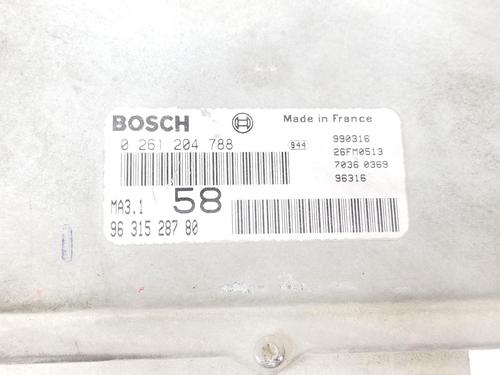 BOSCH Made in France
0 261 204 788 944 990316
26FM0513
7036 0369
96316
MA3.1 58
96 315 287 80